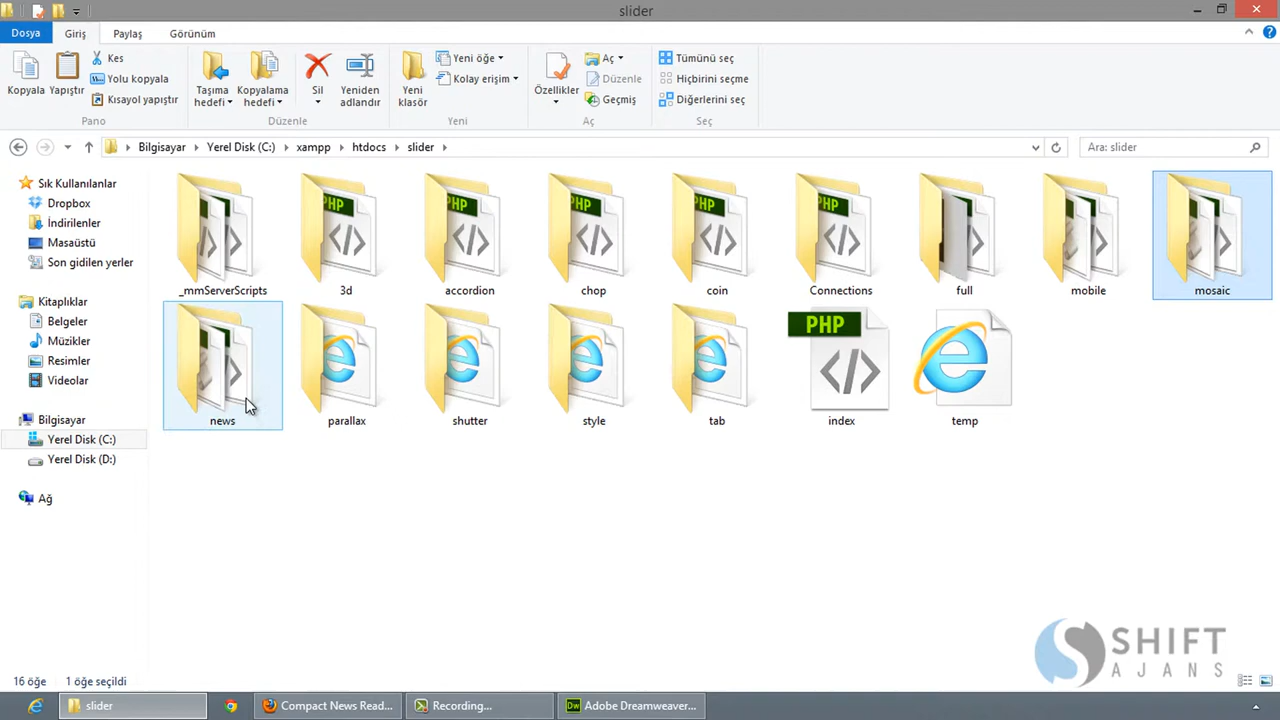 slider
Dosya
Giriş
Paylaş
Görünüm
Kopyala
Yapıştır
Kes
Yolu kopyala
Kısayol yapıştır
Pano
Taşıma hedefi
Kopyalama hedefi
Sil
Yeniden adlandır
Düzenle
Yeni klasör
Yeni öğe
Kolay erişim
Yeni
Özellikler
Aç
Düzenle
Geçmiş
Aç
Tümünü seç
Hiçbirini seçme
Diğerlerini seç
Seç
Bilgisayar
Yerel Disk (C:)
xampp
htdocs
slider
Ara: slider
Sık Kullanılanlar
Dropbox
İndirilenler
Masaüstü
Son gidilen yerler
Kitaplıklar
Belgeler
Müzikler
Resimler
Videolar
Bilgisayar
Yerel Disk (C:)
Yerel Disk (D:)
Ağ
PHP
PHP
PHP
PHP
PHP
_mmServerScripts
3d
accordion
chop
coin
Connections
full
mobile
mosaic
PHP
news
parallax
shutter
style
tab
index
temp
SHIFT
AJANS
16 öğe
1 öğe seçildi
slider
Compact News Read...
Recording...
Dw
Adobe Dreamweaver...